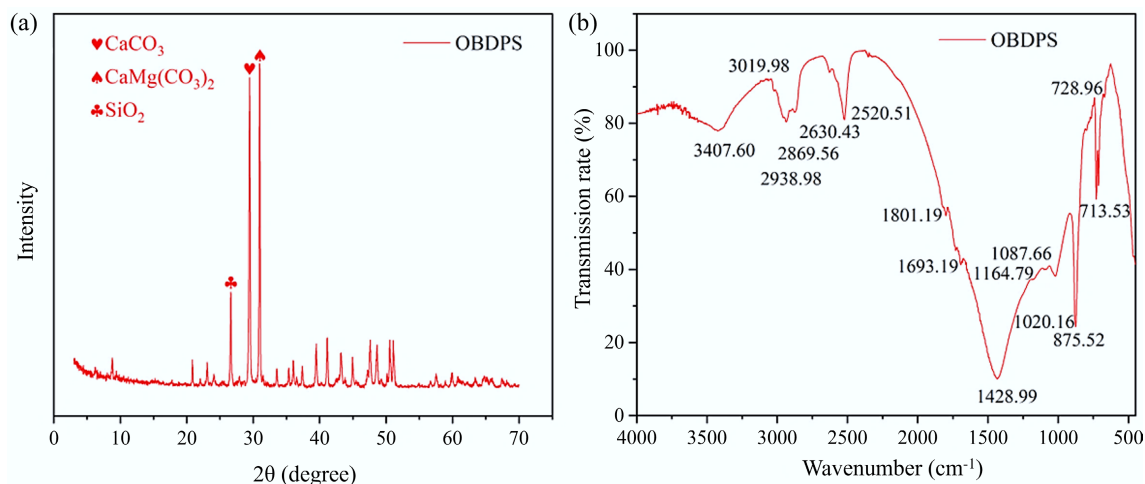 (a)
♥CaCO3
♠CaMg(CO3)2
♣SiO2
OBDPS
♠
♥
♣
Intensity
0 10 20 30 40 50 60 70
2θ (degree)
(b)
OBDPS
100
80
60
40
20
0
Transmission rate (%)
3019.98
3407.60
2938.98
2869.56
2630.43
2520.51
1801.19
1693.19
1428.99
1164.79
1087.66
1020.16
875.52
728.96
713.53
4000 3500 3000 2500 2000 1500 1000 500
Wavenumber (cm-1)